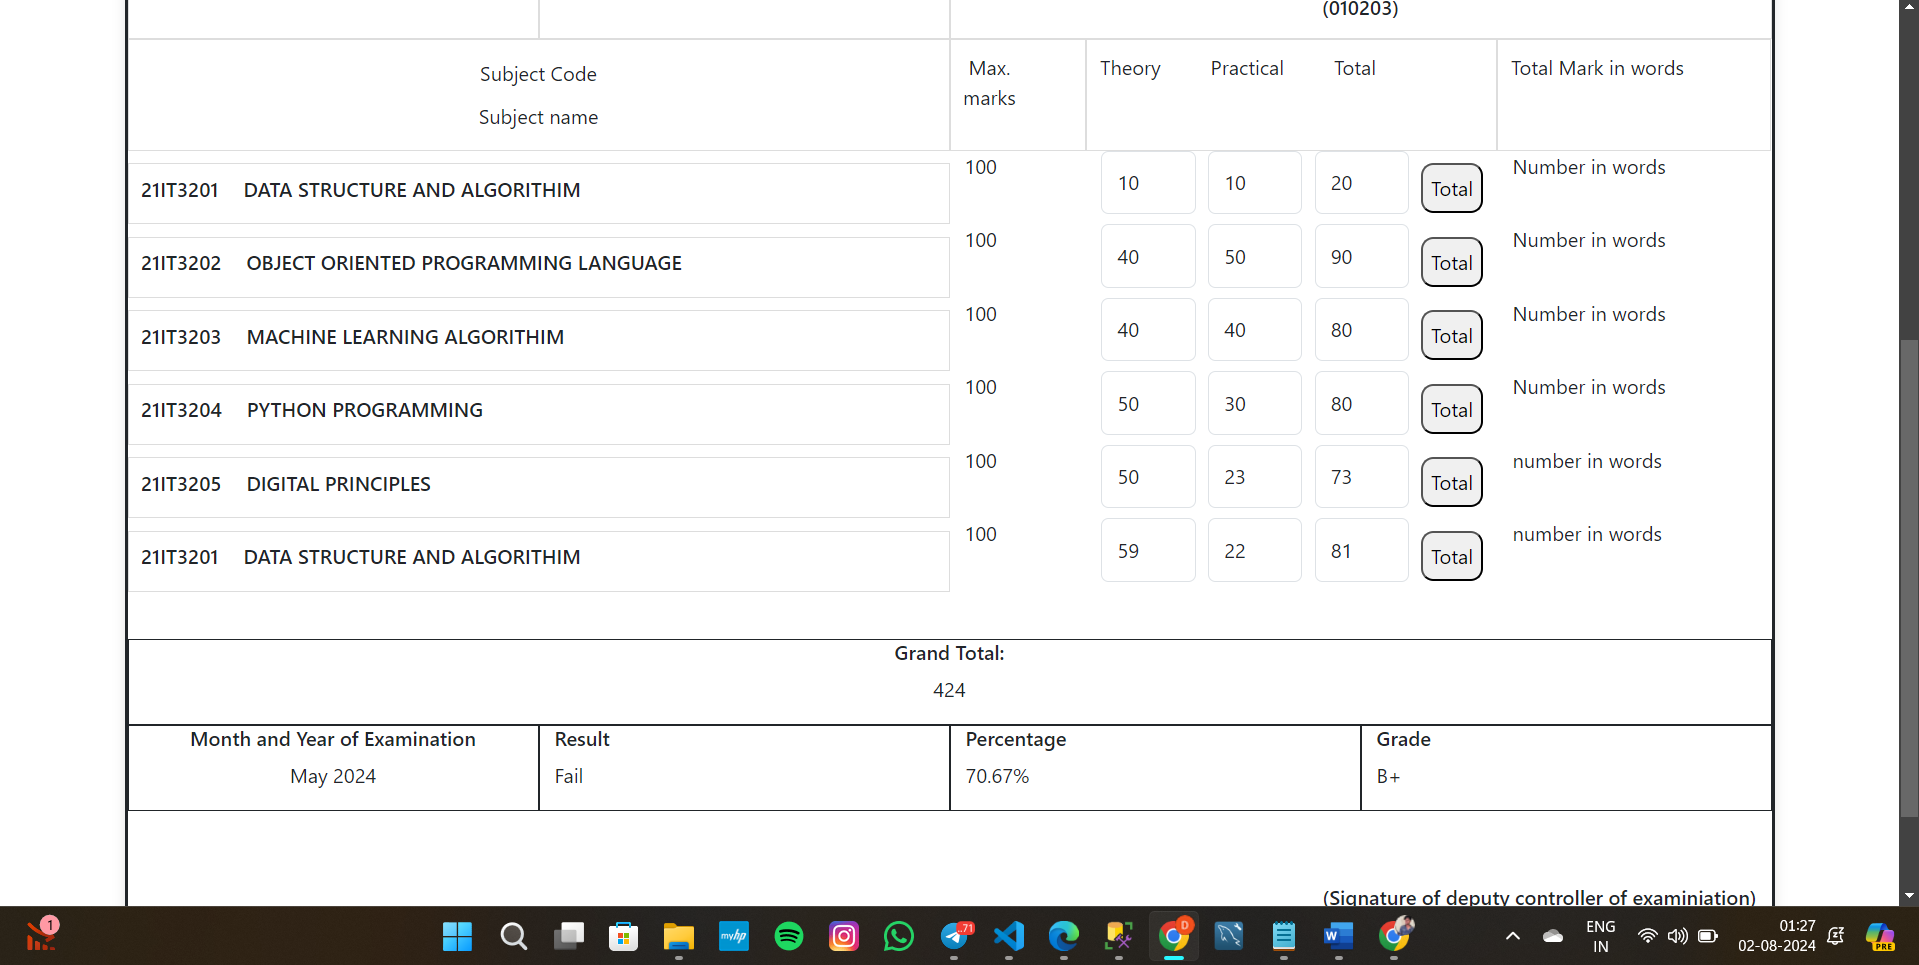 (010203)
Subject Code
Subject name
Max. marks
Theory Practical Total
Total Mark in words
21IT3201 DATA STRUCTURE AND ALGORITHIM 100 10 10 20 Total Number in words
21IT3202 OBJECT ORIENTED PROGRAMMING LANGUAGE 100 40 50 90 Total Number in words
21IT3203 MACHINE LEARNING ALGORITHIM 100 40 40 80 Total Number in words
21IT3204 PYTHON PROGRAMMING 100 50 30 80 Total Number in words
21IT3205 DIGITAL PRINCIPLES 100 50 23 73 Total number in words
21IT3201 DATA STRUCTURE AND ALGORITHIM 100 59 22 81 Total number in words
Grand Total:
424
Month and Year of Examination Result Percentage Grade
May 2024 Fail 70.67% B+
(Signature of deputy controller of examiniation)
1
myhp
.71
D
W
ENG
IN
01:27
02-08-2024
PRE